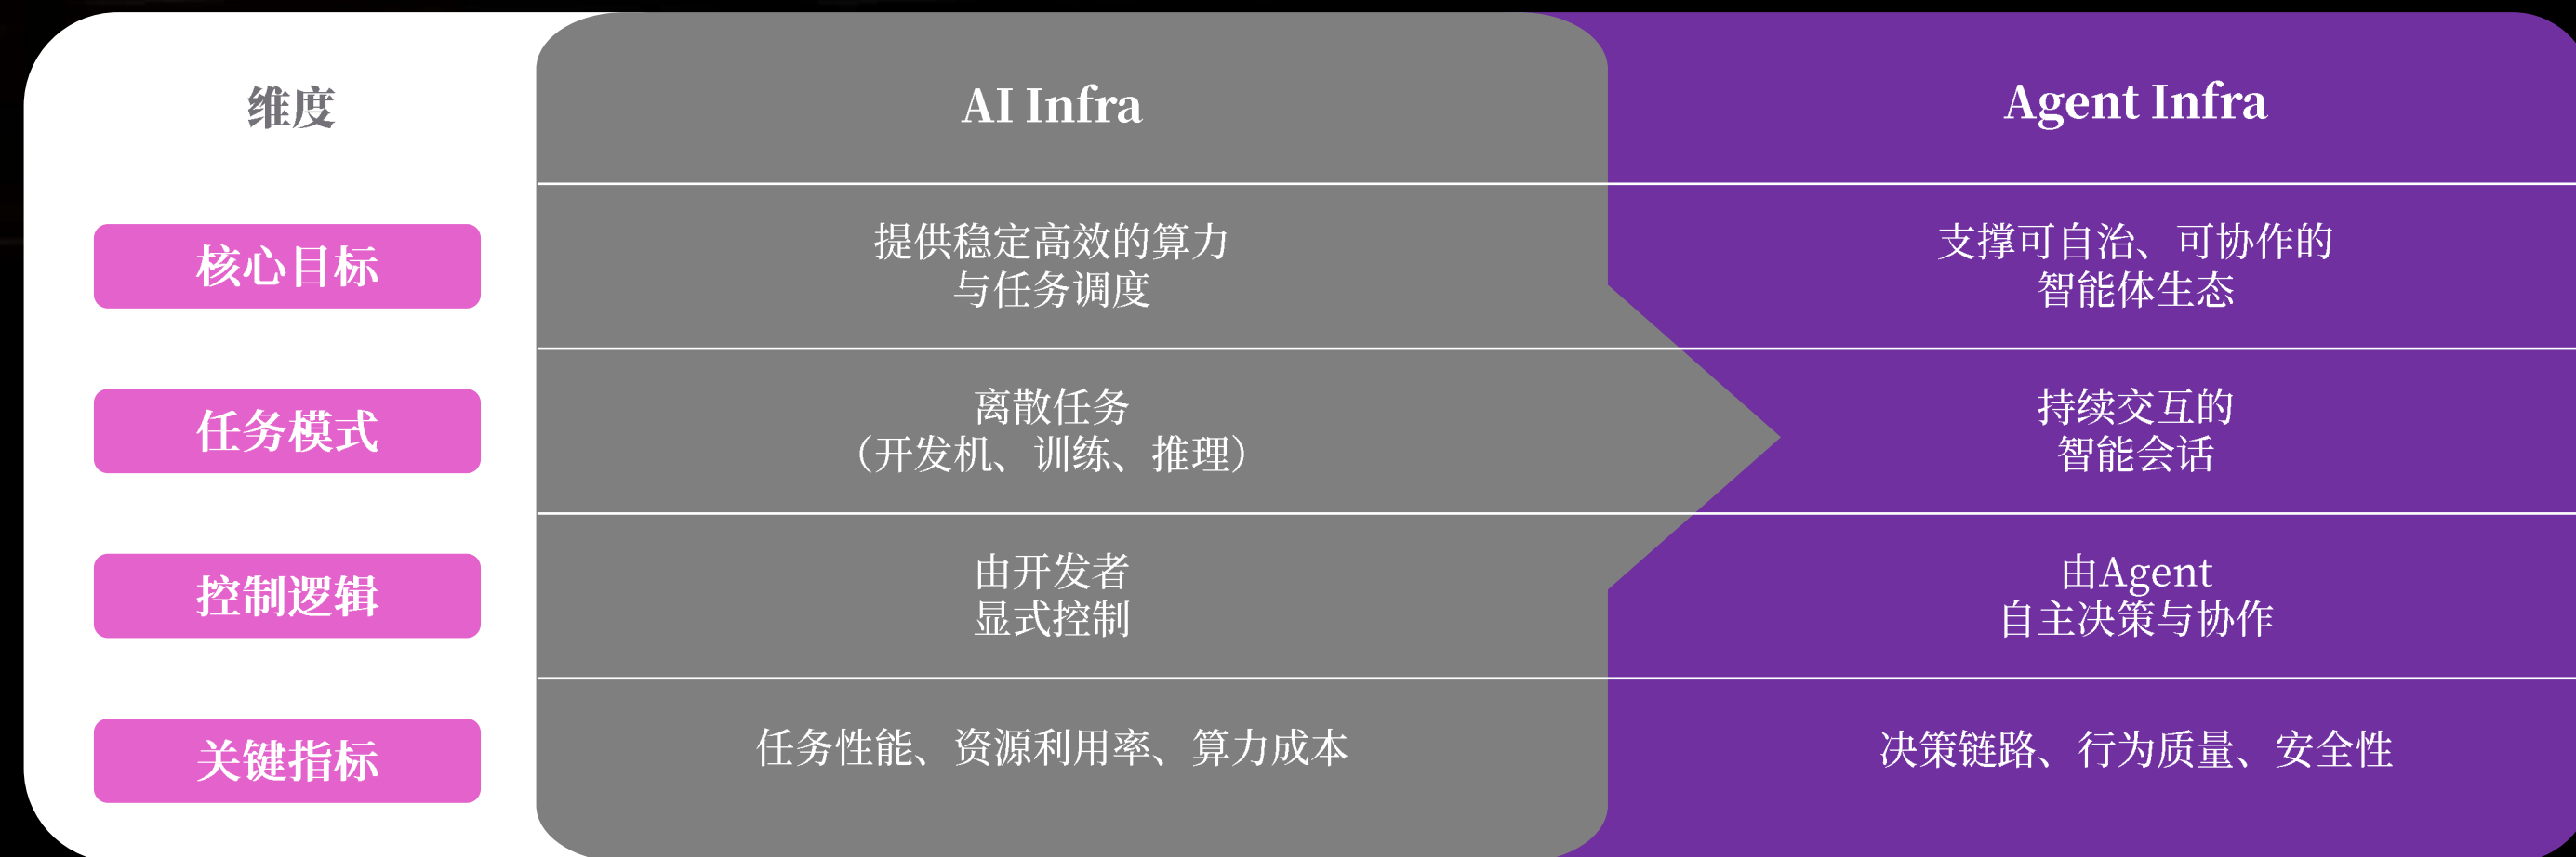 维度
AI Infra
Agent Infra
核心目标
提供稳定高效的算力
与任务调度
支撑可自治、可协作的
智能体生态
任务模式
离散任务
（开发机、训练、推理）
持续交互的
智能会话
控制逻辑
由开发者
显式控制
由Agent
自主决策与协作
关键指标
任务性能、资源利用率、算力成本
决策链路、行为质量、安全性